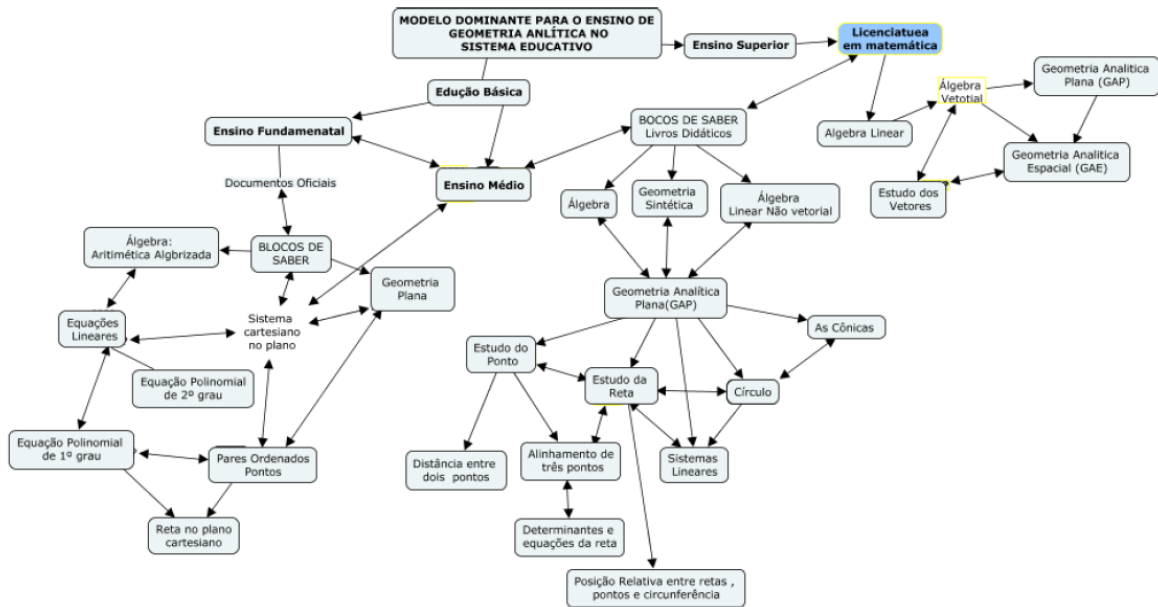 MODELO DOMINANTE PARA O ENSINO DE
GEOMETRIA ANLÍTICA NO
SISTEMA EDUCATIVO
Ensino Superior
Licenciatuea
em matemática
Edução Básica
Ensino Fundamenatal
Documentos Oficiais
Ensino Médio
BOCOS DE SABER
Livros Didáticos
Algebra Linear
Álgebra
Vetotial
Geometria Analitica
Plana (GAP)
Geometria Analitica
Espacial (GAE)
Estudo dos
Vetores
Álgebra
Geometria
Sintética
Álgebra
Linear Não vetorial
Álgebra:
Aritimética Algbrizada
BLOCOS DE
SABER
Geometria
Plana
Equações
Lineares
Sistema
cartesiano
no plano
Equação Polinomial
de 2º grau
Equação Polinomial
de 1º grau
Pares Ordenados
Pontos
Reta no plano
cartesiano
Geometria Analítica
Plana(GAP)
As Cônicas
Estudo do
Ponto
Estudo da
Reta
Círculo
Distância entre
dois pontos
Alinhamento de
três pontos
Sistemas
Lineares
Determinantes e
equações da reta
Posição Relativa entre retas ,
pontos e circunferência